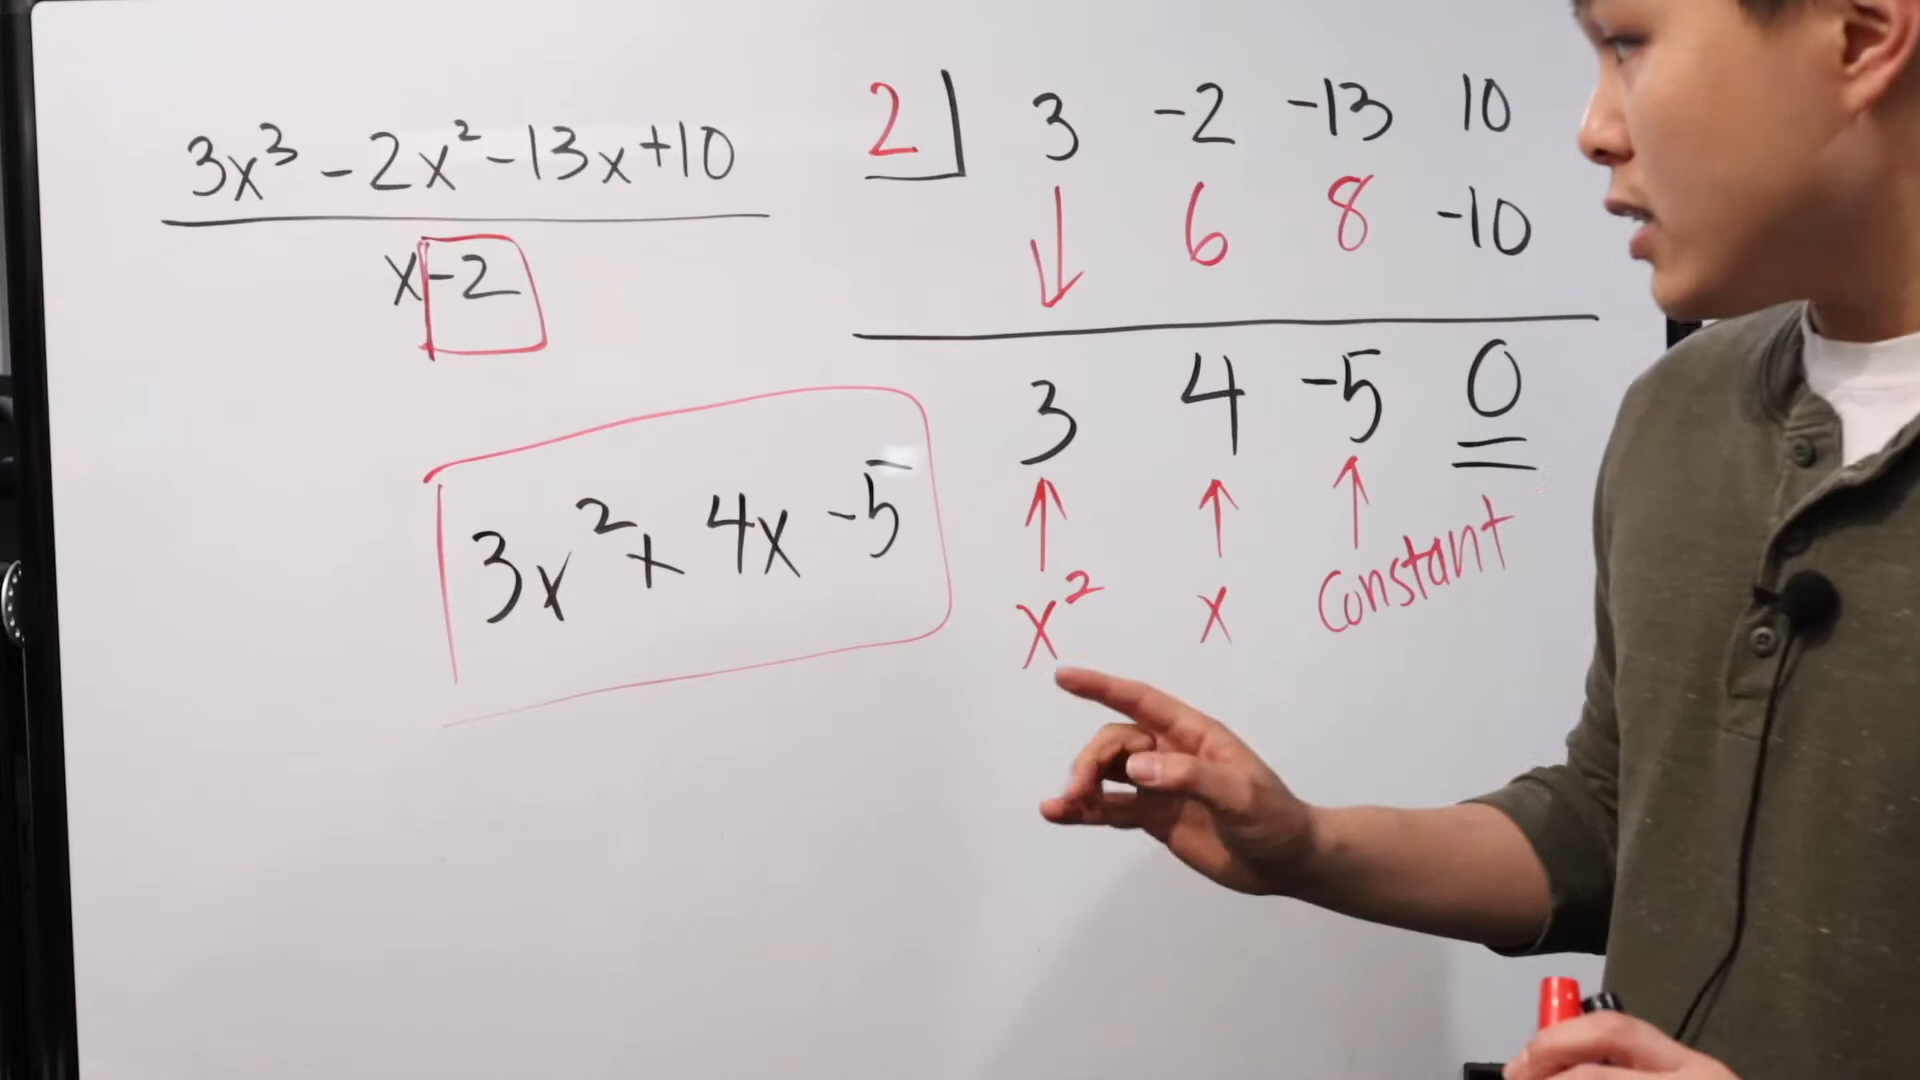 3x³ - 2x² - 13x + 10
x - 2
3x² + 4x - 5
2 3 -2 -13 10
6 8 -10
3 4 -5 0
x² x Constant